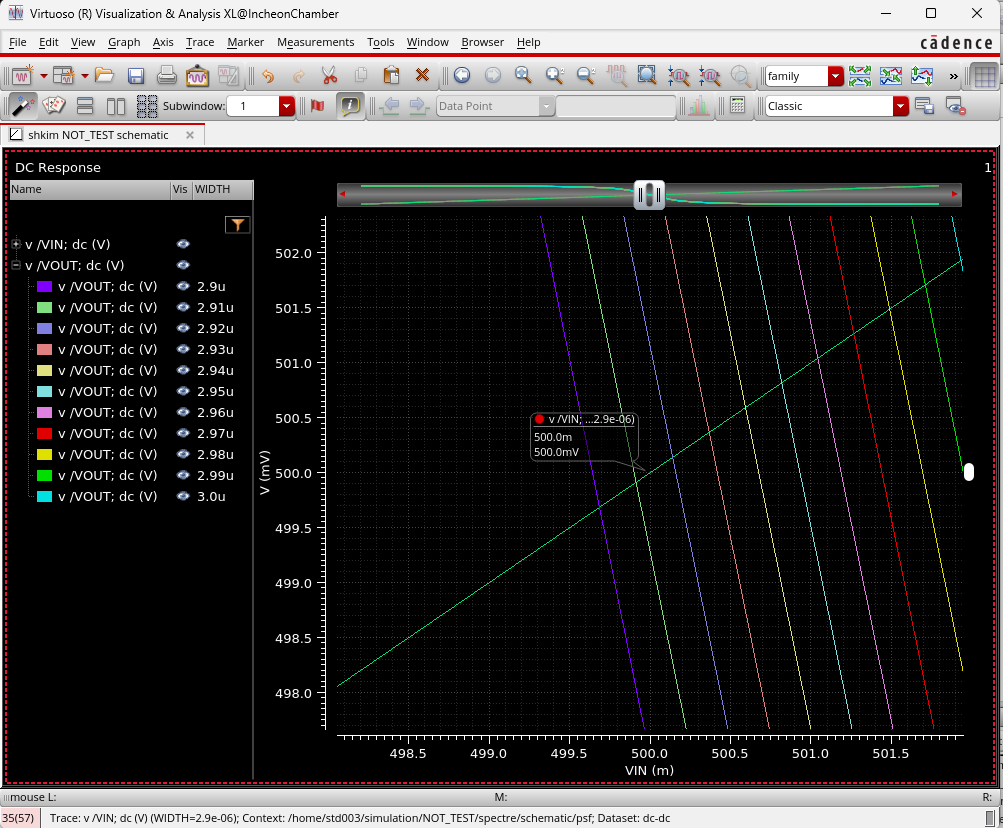 Virtuoso (R) Visualization & Analysis XL@IncheonChamber
File Edit View Graph Axis Trace Marker Measurements Tools Window Browser Help
cādence
family
»
Subwindow: 1
Data Point
Classic
shkim NOT_TEST schematic
DC Response
1
Name Vis WIDTH
v /VIN; dc (V)
v /VOUT; dc (V)
v /VOUT; dc (V) 2.9u
v /VOUT; dc (V) 2.91u
v /VOUT; dc (V) 2.92u
v /VOUT; dc (V) 2.93u
v /VOUT; dc (V) 2.94u
v /VOUT; dc (V) 2.95u
v /VOUT; dc (V) 2.96u
v /VOUT; dc (V) 2.97u
v /VOUT; dc (V) 2.98u
v /VOUT; dc (V) 2.99u
v /VOUT; dc (V) 3.0u
V (mV)
502.0
501.5
501.0
500.5
500.0
499.5
499.0
498.5
498.0
v /VIN; ...2.9e-06)
500.0m
500.0mV
498.5 499.0 499.5 500.0 500.5 501.0 501.5
VIN (m)
mouse L: M: R:
35(57) Trace: v /VIN; dc (V) (WIDTH=2.9e-06); Context: /home/std003/simulation/NOT_TEST/spectre/schematic/psf; Dataset: dc-dc